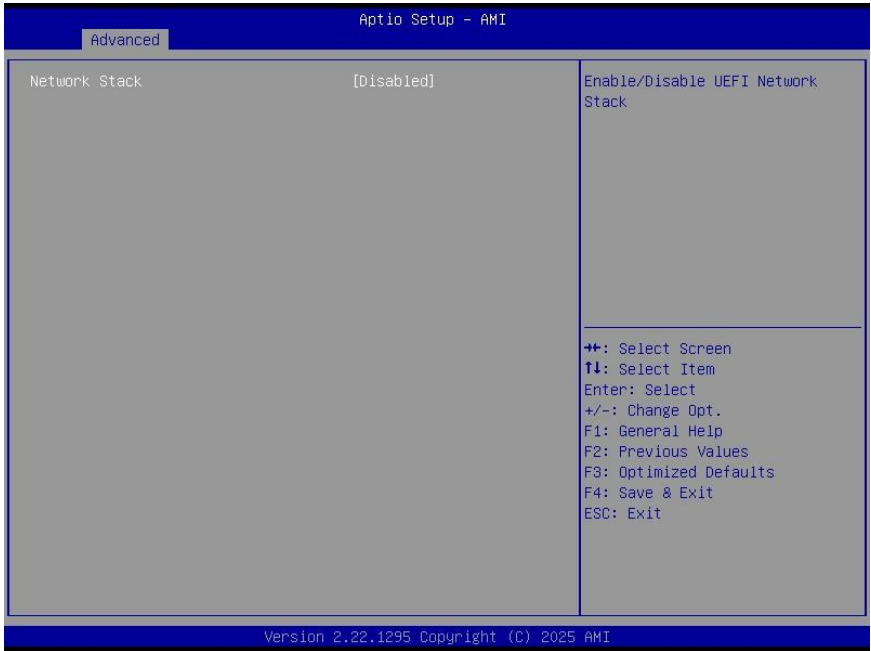 Aptio Setup – AMI
Advanced
Network Stack [Disabled]
Enable/Disable UEFI Network
Stack
→←: Select Screen
↑↓: Select Item
Enter: Select
+/-: Change Opt.
F1: General Help
F2: Previous Values
F3: Optimized Defaults
F4: Save & Exit
ESC: Exit
Version 2.22.1295 Copyright (C) 2025 AMI